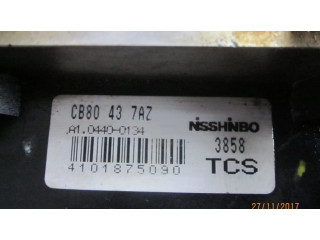 CB80 43 7AZ
NISSHINBO
A1.0440-0134
3858
TCS
4101875090
27/11/2017